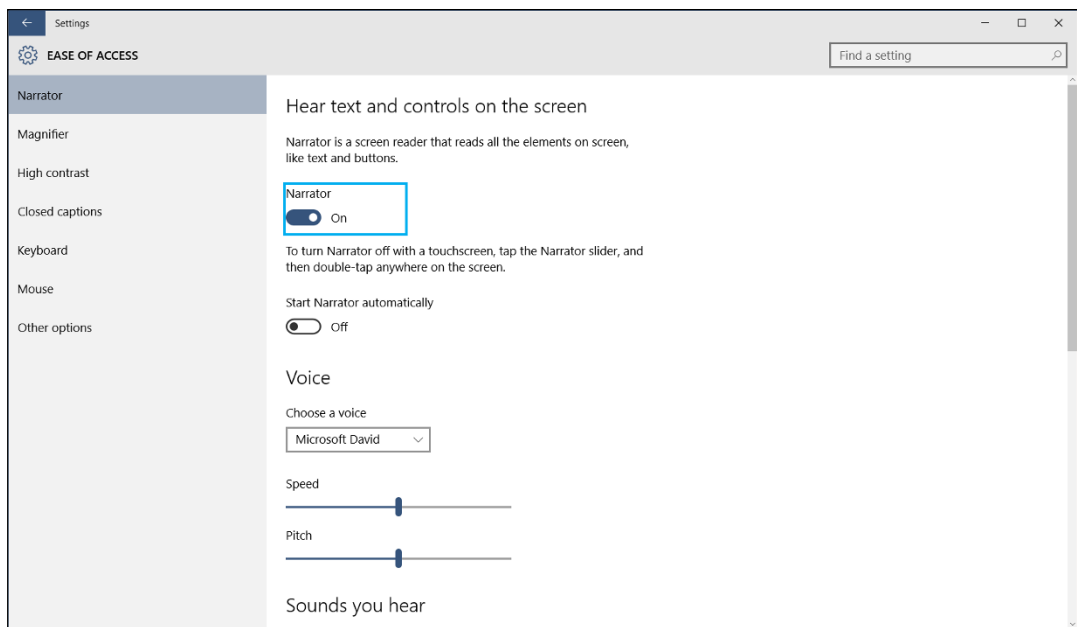 Settings
EASE OF ACCESS
Find a setting
Narrator
Magnifier
High contrast
Closed captions
Keyboard
Mouse
Other options
Hear text and controls on the screen
Narrator is a screen reader that reads all the elements on screen,
like text and buttons.
Narrator
On
To turn Narrator off with a touchscreen, tap the Narrator slider, and
then double-tap anywhere on the screen.
Start Narrator automatically
Off
Voice
Choose a voice
Microsoft David
Speed
Pitch
Sounds you hear